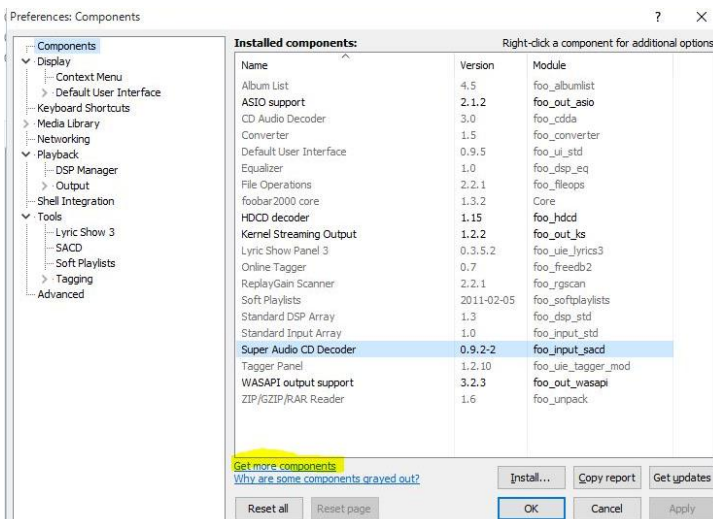 Preferences: Components ? X
Components
Display
Context Menu
Default User Interface
Keyboard Shortcuts
Media Library
Networking
Playback
DSP Manager
Output
Shell Integration
Tools
Lyric Show 3
SACD
Soft Playlists
Tagging
Advanced
Installed components: Right-click a component for additional options
Name Version Module
Album List 4.5 foo_albumlist
ASIO support 2.1.2 foo_out_asio
CD Audio Decoder 3.0 foo_cdda
Converter 1.5 foo_converter
Default User Interface 0.9.5 foo_ui_std
Equalizer 1.0 foo_dsp_eq
File Operations 2.2.1 foo_fileops
foobar2000 core 1.3.2 Core
HDCD decoder 1.15 foo_hdcd
Kernel Streaming Output 1.2.2 foo_out_ks
Lyric Show Panel 3 0.3.5.2 foo_uie_lyrics3
Online Tagger 0.7 foo_freedb2
ReplayGain Scanner 2.2.1 foo_rgscan
Soft Playlists 2011-02-05 foo_softplaylists
Standard DSP Array 1.3 foo_dsp_std
Standard Input Array 1.0 foo_input_std
Super Audio CD Decoder 0.9.2-2 foo_input_sacd
Tagger Panel 1.2.10 foo_uie_tagger_mod
WASAPI output support 3.2.3 foo_out_wasapi
ZIP/GZIP/RAR Reader 1.6 foo_unpack
Get more components
Why are some components grayed out?
Install... Copy report Get updates
Reset all Reset page OK Cancel Apply